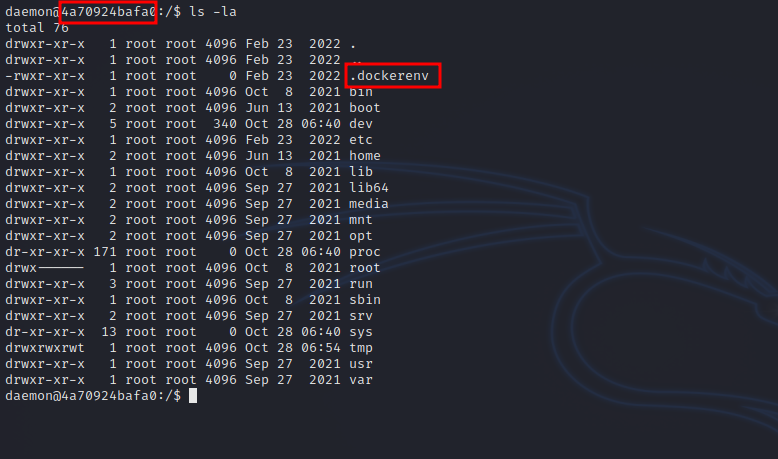 daemon@4a70924bafa0:/$ ls -la
total 76
drwxr-xr-x   1 root root 4096 Feb 23  2022 .
drwxr-xr-x   1 root root 4096 Feb 23  2022 ..
-rwxr-xr-x   1 root root    0 Feb 23  2022 .dockerenv
drwxr-xr-x   1 root root 4096 Oct  8  2021 bin
drwxr-xr-x   2 root root 4096 Jun 13  2021 boot
drwxr-xr-x   5 root root  340 Oct 28 06:40 dev
drwxr-xr-x   1 root root 4096 Feb 23  2022 etc
drwxr-xr-x   2 root root 4096 Jun 13  2021 home
drwxr-xr-x   1 root root 4096 Oct  8  2021 lib
drwxr-xr-x   2 root root 4096 Sep 27  2021 lib64
drwxr-xr-x   2 root root 4096 Sep 27  2021 media
drwxr-xr-x   2 root root 4096 Sep 27  2021 mnt
drwxr-xr-x   2 root root 4096 Sep 27  2021 opt
dr-xr-xr-x 171 root root    0 Oct 28 06:40 proc
drwx------   1 root root 4096 Oct  8  2021 root
drwxr-xr-x   3 root root 4096 Sep 27  2021 run
drwxr-xr-x   1 root root 4096 Oct  8  2021 sbin
drwxr-xr-x   2 root root 4096 Sep 27  2021 srv
dr-xr-xr-x  13 root root    0 Oct 28 06:40 sys
drwxrwxrwt   1 root root 4096 Oct 28 06:54 tmp
drwxr-xr-x   1 root root 4096 Sep 27  2021 usr
drwxr-xr-x   1 root root 4096 Sep 27  2021 var
daemon@4a70924bafa0:/$